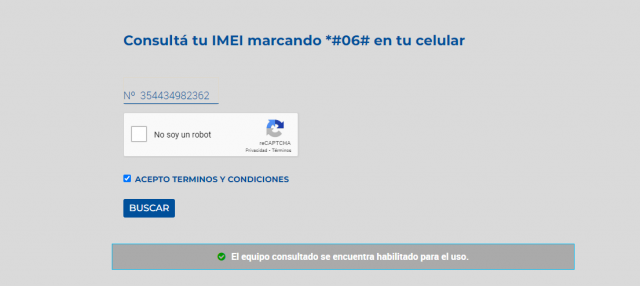 Consultá tu IMEI marcando *#06# en tu celular
Nº 354434982362
No soy un robot
reCAPTCHA
Privacidad - Términos
ACEPTO TERMINOS Y CONDICIONES
BUSCAR
El equipo consultado se encuentra habilitado para el uso.